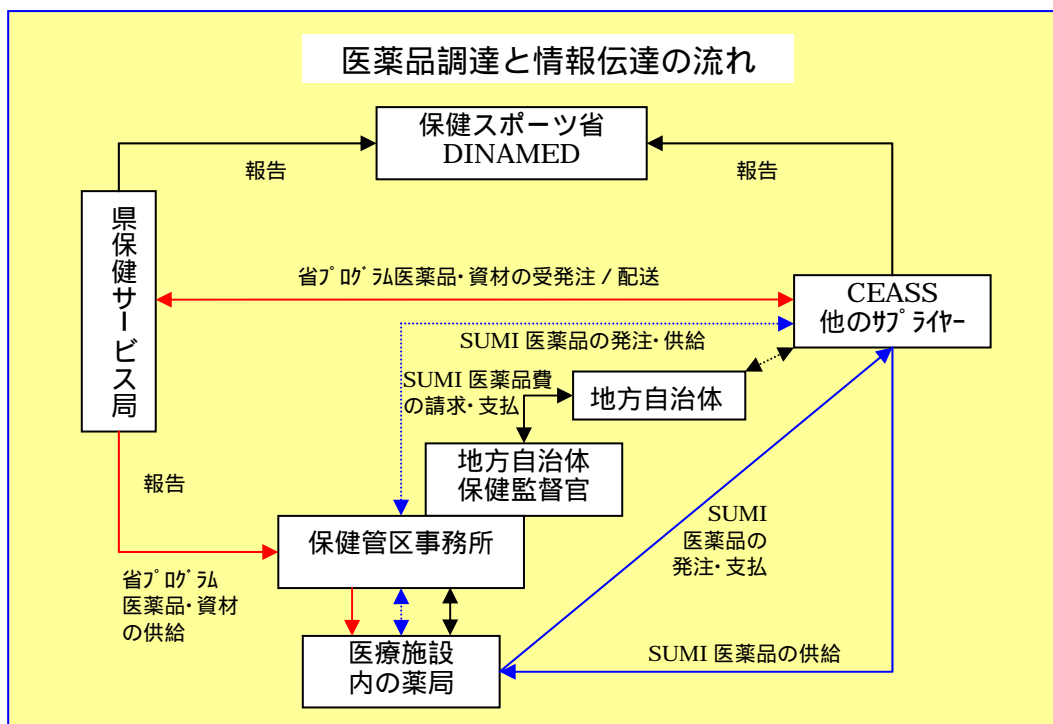 医薬品調達と情報伝達の流れ
保健スポーツ省
DINAMED
報告
報告
県保健サービス局
省ﾌﾟﾛｸﾞﾗﾑ医薬品･資材の受発注 / 配送
CEASS
他のｻﾌﾟﾗｲﾔｰ
SUMI 医薬品の発注･供給
SUMI 医薬品費
の請求･支払
地方自治体
地方自治体
保健監督官
報告
保健管区事務所
SUMI
医薬品の
発注･支払
省ﾌﾟﾛｸﾞﾗﾑ
医薬品･資材
の供給
医療施設
内の薬局
SUMI 医薬品の供給